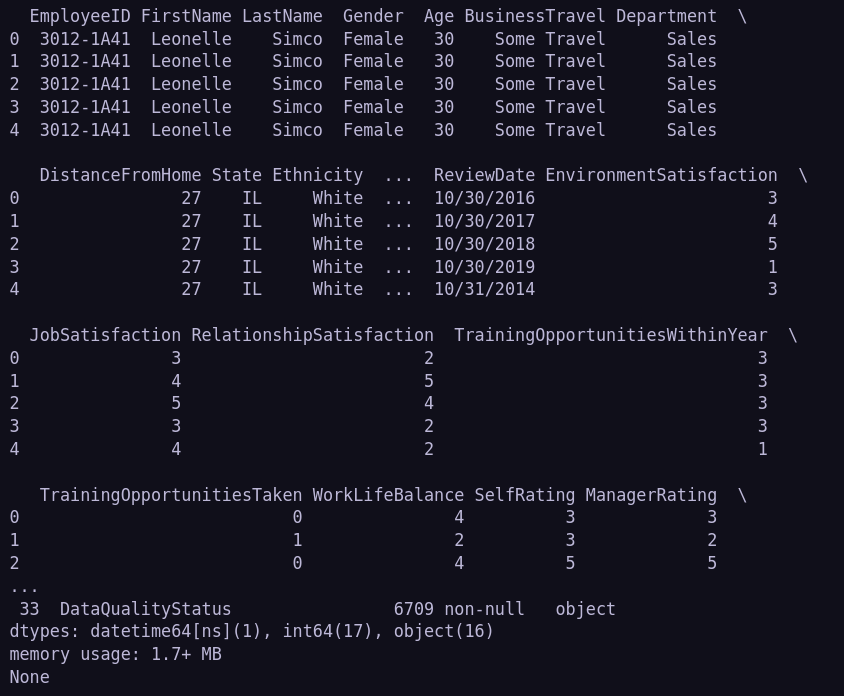 EmployeeID FirstName LastName  Gender  Age BusinessTravel Department  \
0  3012-1A41  Leonelle    Simco  Female   30    Some Travel      Sales
1  3012-1A41  Leonelle    Simco  Female   30    Some Travel      Sales
2  3012-1A41  Leonelle    Simco  Female   30    Some Travel      Sales
3  3012-1A41  Leonelle    Simco  Female   30    Some Travel      Sales
4  3012-1A41  Leonelle    Simco  Female   30    Some Travel      Sales

   DistanceFromHome State Ethnicity  ...  ReviewDate EnvironmentSatisfaction  \
0                27    IL     White  ...  10/30/2016                       3
1                27    IL     White  ...  10/30/2017                       4
2                27    IL     White  ...  10/30/2018                       5
3                27    IL     White  ...  10/30/2019                       1
4                27    IL     White  ...  10/31/2014                       3

  JobSatisfaction RelationshipSatisfaction  TrainingOpportunitiesWithinYear  \
0               3                        2                                3
1               4                        5                                3
2               5                        4                                3
3               3                        2                                3
4               4                        2                                1

   TrainingOpportunitiesTaken WorkLifeBalance SelfRating ManagerRating  \
0                           0               4          3             3
1                           1               2          3             2
2                           0               4          5             5
...
 33  DataQualityStatus                6709 non-null   object
dtypes: datetime64[ns](1), int64(17), object(16)
memory usage: 1.7+ MB
None